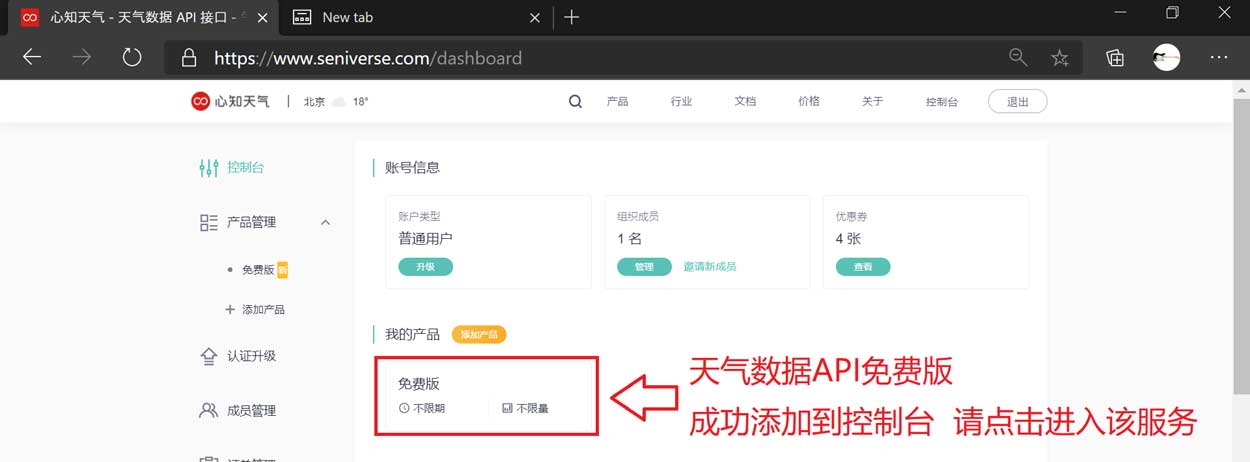 心知天气 - 天气数据 API 接口 -
New tab
https://www.seniverse.com/dashboard
心知天气 | 北京 18°
产品 行业 文档 价格 关于 控制台 退出
控制台
产品管理
免费版 新
添加产品
认证升级
成员管理
账号信息
账户类型
普通用户
升级
组织成员
1 名
管理 邀请新成员
优惠券
4 张
查看
我的产品 添加产品
免费版
不限期 不限量
天气数据API免费版
成功添加到控制台 请点击进入该服务